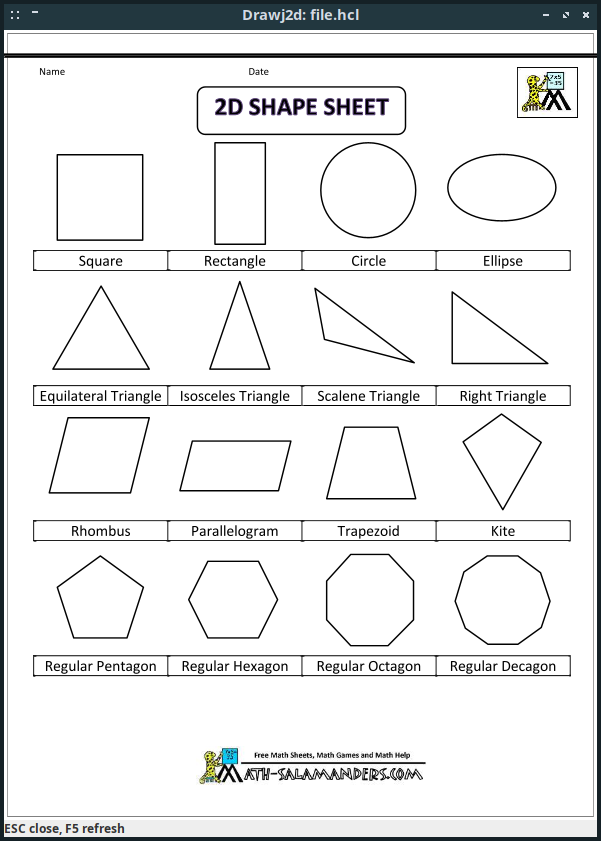 Drawj2d: file.hcl
Name Date
7x5
=35
2D SHAPE SHEET
Square Rectangle Circle Ellipse
Equilateral Triangle Isosceles Triangle Scalene Triangle Right Triangle
Rhombus Parallelogram Trapezoid Kite
Regular Pentagon Regular Hexagon Regular Octagon Regular Decagon
Free Math Sheets, Math Games and Math Help
MATH-SALAMANDERS.COM
ESC close, F5 refresh